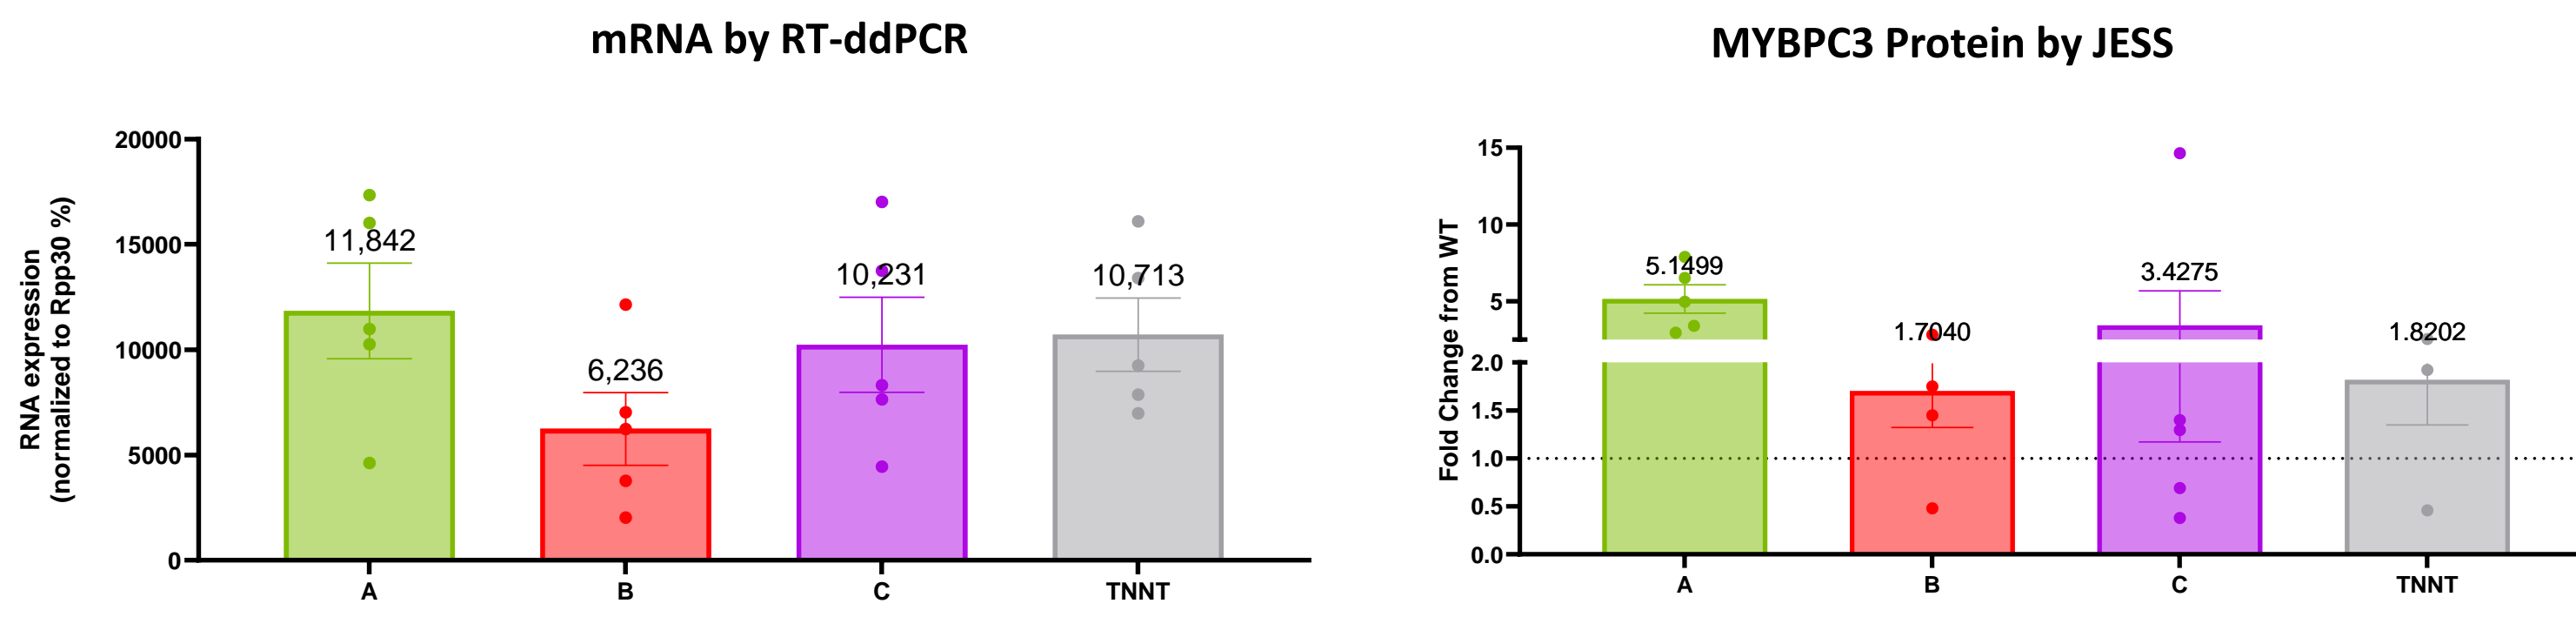 mRNA by RT-ddPCR
RNA expression
(normalized to Rpp30 %)
20000
15000
10000
5000
0
11,842
6,236
10,231
10,713
A
B
C
TNNT
MYBPC3 Protein by JESS
Fold Change from WT
15
10
5
2.0
1.5
1.0
0.5
0.0
5.1499
1.7040
3.4275
1.8202
A
B
C
TNNT